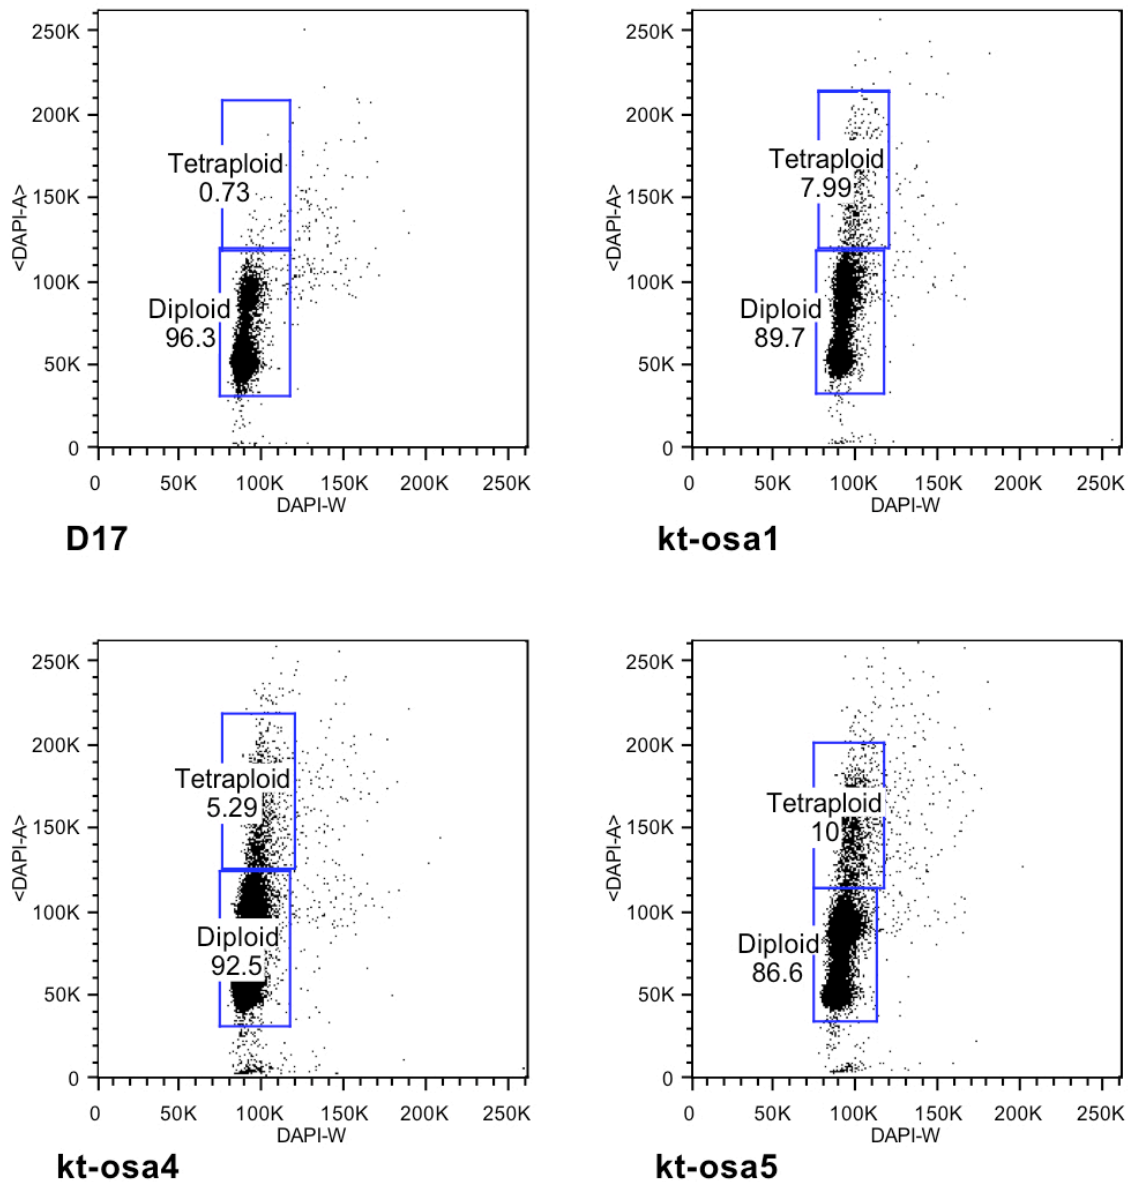 250K
200K
150K
100K
50K
0
<DAPI-A>
Tetraploid
0.73
Diploid
96.3
0 50K 100K 150K 200K 250K
DAPI-W
D17
250K
200K
150K
100K
50K
0
<DAPI-A>
Tetraploid
7.99
Diploid
89.7
0 50K 100K 150K 200K 250K
DAPI-W
kt-osa1
250K
200K
150K
100K
50K
0
<DAPI-A>
Tetraploid
5.29
Diploid
92.5
0 50K 100K 150K 200K 250K
DAPI-W
kt-osa4
250K
200K
150K
100K
50K
0
<DAPI-A>
Tetraploid
10
Diploid
86.6
0 50K 100K 150K 200K 250K
DAPI-W
kt-osa5